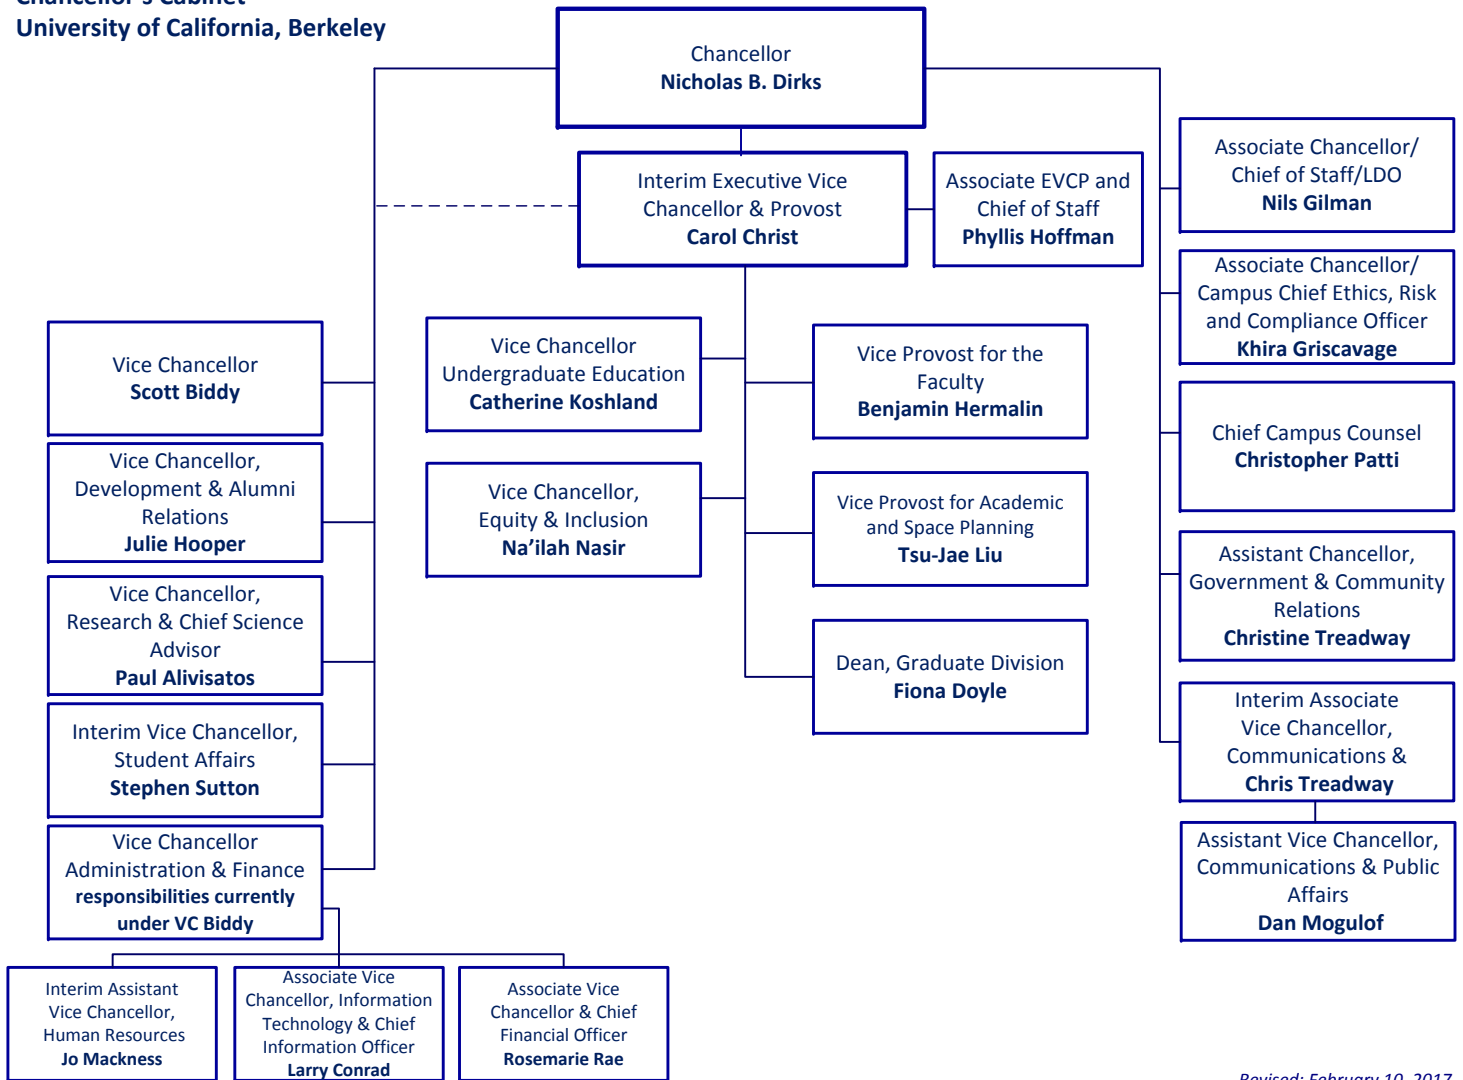 Chancellor's Cabinet
University of California, Berkeley
Chancellor
Nicholas B. Dirks
Interim Executive Vice
Chancellor & Provost
Carol Christ
Associate EVCP and
Chief of Staff
Phyllis Hoffman
Associate Chancellor/
Chief of Staff/LDO
Nils Gilman
Associate Chancellor/
Campus Chief Ethics, Risk
and Compliance Officer
Khira Griscavage
Chief Campus Counsel
Christopher Patti
Assistant Chancellor,
Government & Community
Relations
Christine Treadway
Interim Associate
Vice Chancellor,
Communications &
Chris Treadway
Assistant Vice Chancellor,
Communications & Public
Affairs
Dan Mogulof
Vice Chancellor
Scott Biddy
Vice Chancellor,
Development & Alumni
Relations
Julie Hooper
Vice Chancellor,
Research & Chief Science
Advisor
Paul Alivisatos
Interim Vice Chancellor,
Student Affairs
Stephen Sutton
Vice Chancellor
Administration & Finance
responsibilities currently
under VC Biddy
Vice Chancellor
Undergraduate Education
Catherine Koshland
Vice Chancellor,
Equity & Inclusion
Na’ilah Nasir
Vice Provost for the
Faculty
Benjamin Hermalin
Vice Provost for Academic
and Space Planning
Tsu-Jae Liu
Dean, Graduate Division
Fiona Doyle
Interim Assistant
Vice Chancellor,
Human Resources
Jo Mackness
Associate Vice
Chancellor, Information
Technology & Chief
Information Officer
Larry Conrad
Associate Vice
Chancellor & Chief
Financial Officer
Rosemarie Rae
Revised: February 10, 2017